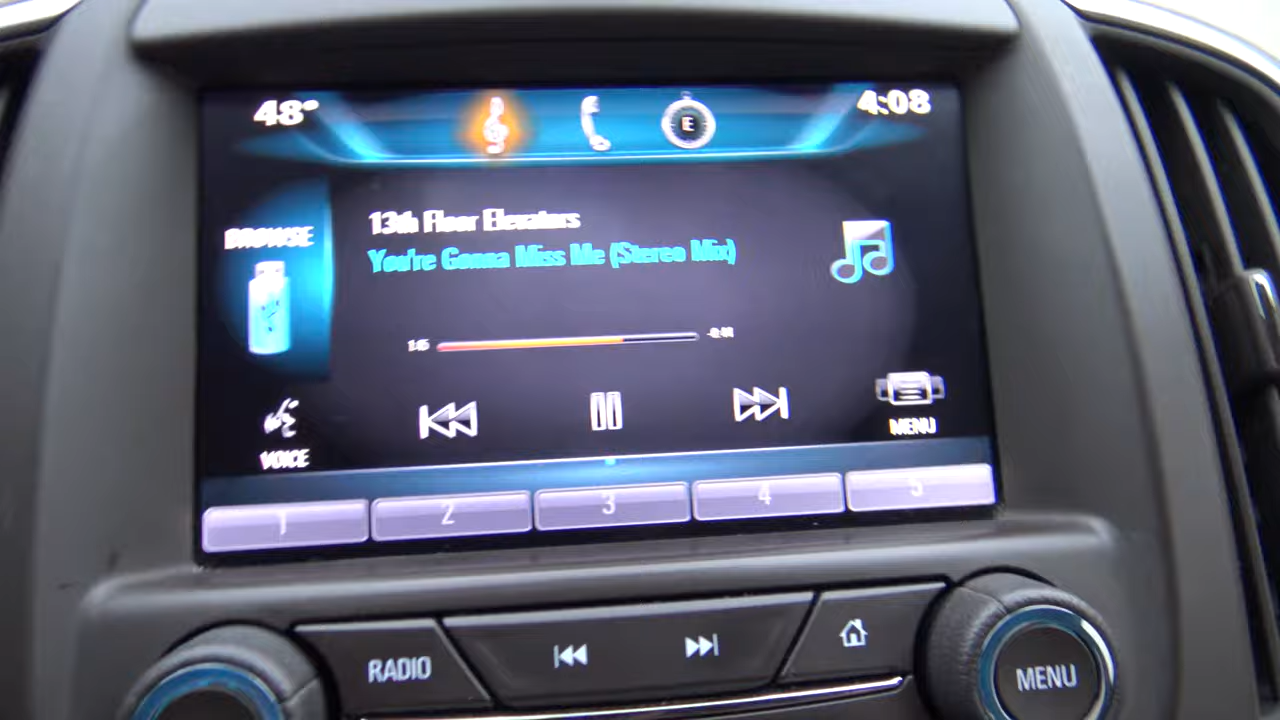 48°
E
4:08
13th Floor Elevators
You're Gonna Miss Me (Stereo Mix)
BROWSE
1:45
VOICE
MENU
1
2
3
4
5
RADIO
MENU